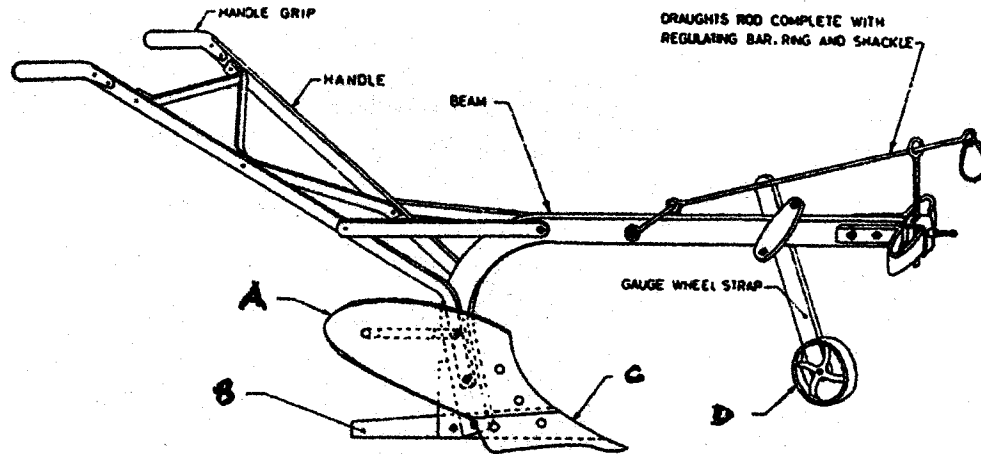 HANDLE GRIP
DRAUGHTS ROD COMPLETE WITH
REGULATING BAR, RING AND SHACKLE
HANDLE
BEAM
GAUGE WHEEL STRAP
A
B
C
D